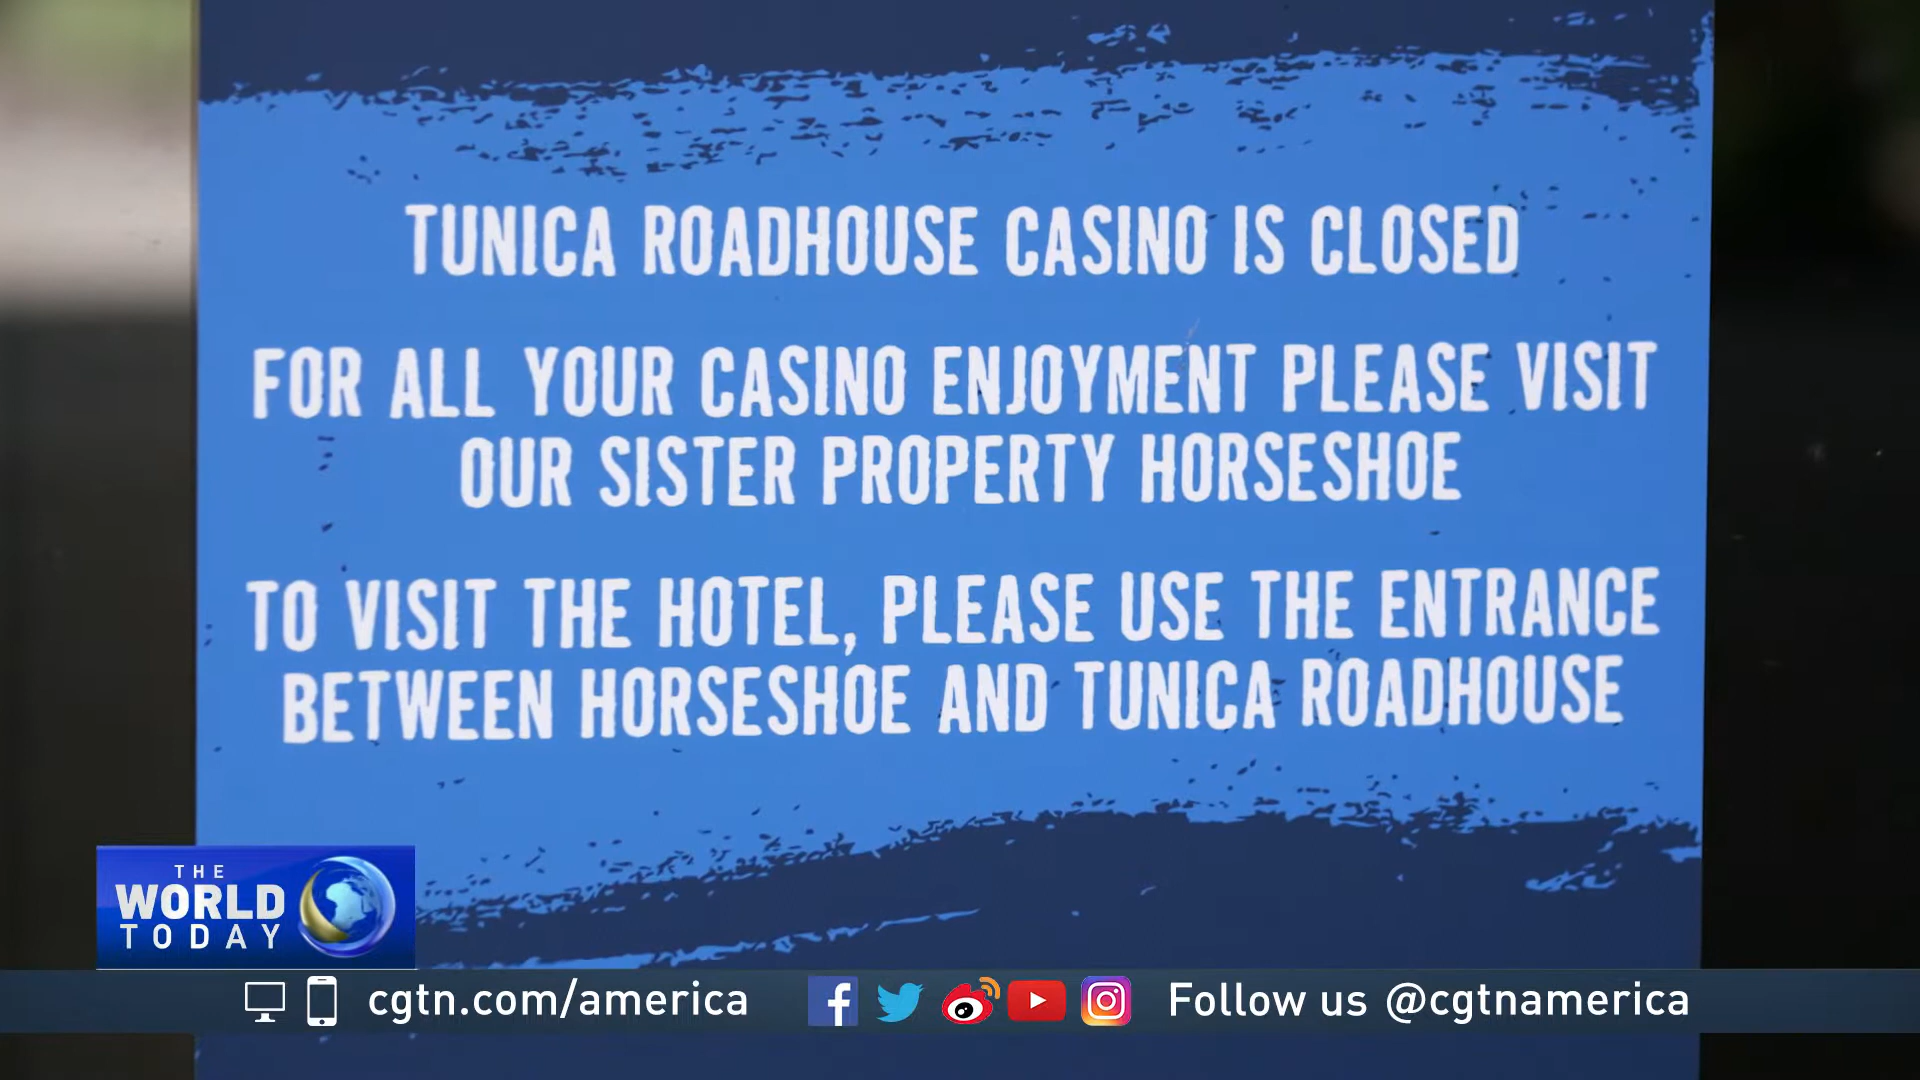 TUNICA ROADHOUSE CASINO IS CLOSED
FOR ALL YOUR CASINO ENJOYMENT PLEASE VISIT
OUR SISTER PROPERTY HORSESHOE
TO VISIT THE HOTEL, PLEASE USE THE ENTRANCE
BETWEEN HORSESHOE AND TUNICA ROADHOUSE
THE
WORLD
TODAY
cgtn.com/america
Follow us @cgtnamerica